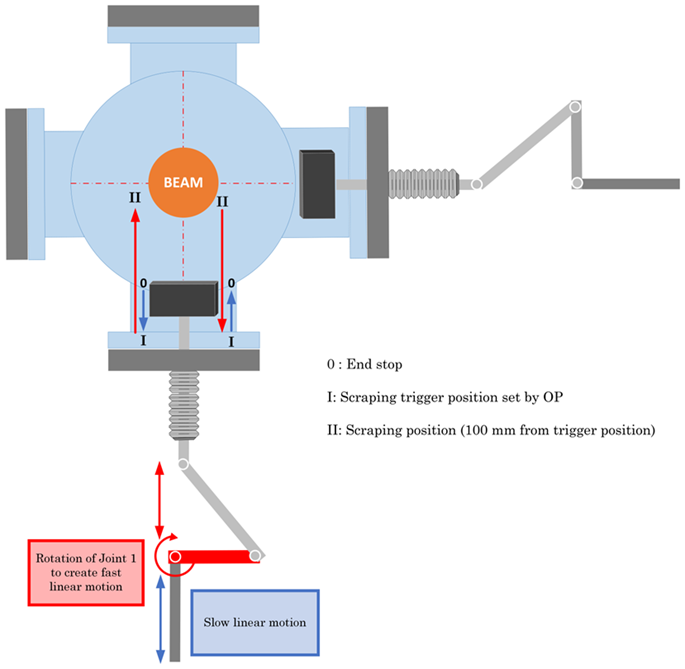 BEAM
II
II
0
0
I
I
0 : End stop
I: Scraping trigger position set by OP
II: Scraping position (100 mm from trigger position)
Rotation of Joint 1
to create fast
linear motion
Slow linear motion